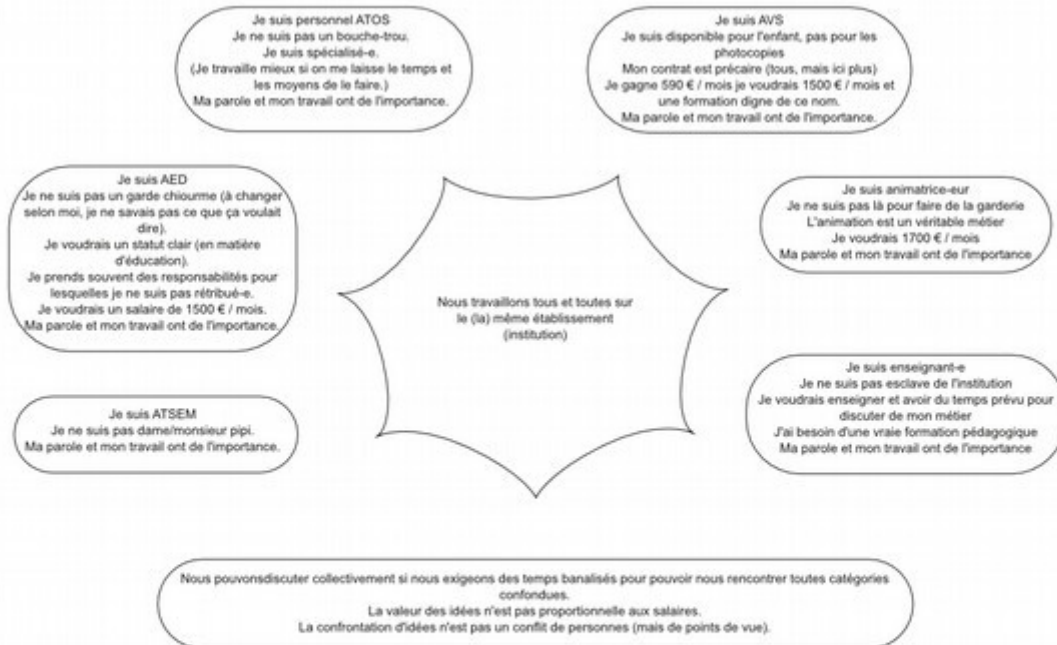 Je suis personnel ATOS
Je ne suis pas un bouche-trou.
Je suis spécialisé-e.
(Je travaille mieux si on me laisse le temps et
les moyens de le faire.)
Ma parole et mon travail ont de l'importance.
Je suis AVS
Je suis disponible pour l'enfant, pas pour les
photocopies
Mon contrat est précaire (tous, mais ici plus)
Je gagne 590 € / mois je voudrais 1500 € / mois et
une formation digne de ce nom.
Ma parole et mon travail ont de l'importance.
Je suis AED
Je ne suis pas un garde chiourme (à changer
selon moi, je ne savais pas ce que ça voulait
dire).
Je voudrais un statut clair (en matière
d'éducation).
Je prends souvent des responsabilités pour
lesquelles je ne suis pas rétribué-e.
Je voudrais un salaire de 1500 € / mois.
Ma parole et mon travail ont de l'importance.
Je suis animatrice-eur
Je ne suis pas là pour faire de la garderie
L'animation est un véritable métier
Je voudrais 1700 € / mois
Ma parole et mon travail ont de l'importance
Nous travaillons tous et toutes sur
le (la) même établissement
(institution)
Je suis ATSEM
Je ne suis pas dame/monsieur pipi.
Ma parole et mon travail ont de l'importance.
Je suis enseignant-e
Je ne suis pas esclave de l'institution
Je voudrais enseigner et avoir du temps prévu pour
discuter de mon métier
J'ai besoin d'une vraie formation pédagogique
Ma parole et mon travail ont de l'importance
Nous pouvonsdiscuter collectivement si nous exigeons des temps banalisés pour pouvoir nous rencontrer toutes catégories
confondues.
La valeur des idées n'est pas proportionnelle aux salaires.
La confrontation d'idées n'est pas un conflit de personnes (mais de points de vue).